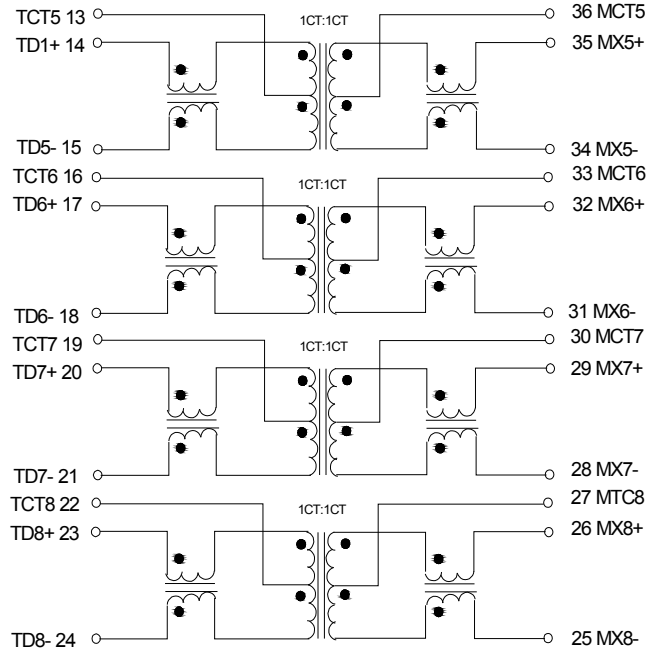 TCT5 13 1CT:1CT 36 MCT5
TD1+ 14 35 MX5+
TD5- 15 34 MX5-
TCT6 16 1CT:1CT 33 MCT6
TD6+ 17 32 MX6+
TD6- 18 31 MX6-
TCT7 19 1CT:1CT 30 MCT7
TD7+ 20 29 MX7+
TD7- 21 28 MX7-
TCT8 22 1CT:1CT 27 MTC8
TD8+ 23 26 MX8+
TD8- 24 25 MX8-